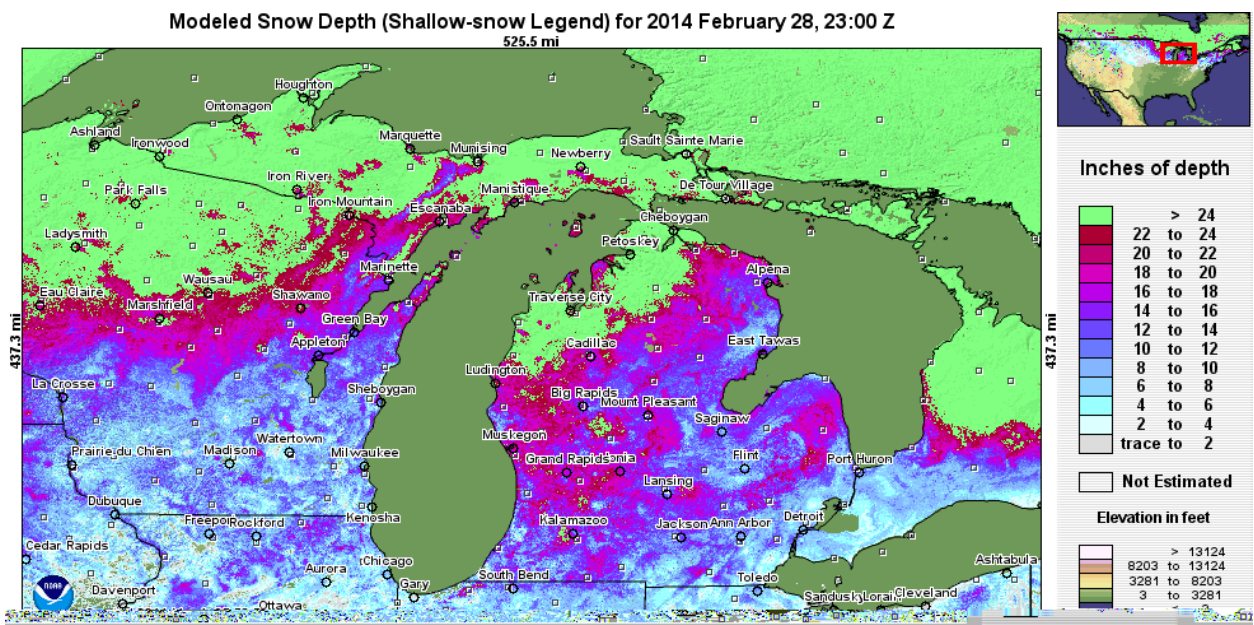 Modeled Snow Depth (Shallow-snow Legend) for 2014 February 28, 23:00 Z
525.5 mi
437.3 mi
437.3 mi
Houghton
Ontonagon
Ashland
Ironwood
Marquette
Munising
Newberry
Sault Sainte Marie
Iron River
Park Falls
Manistique
De Tour Village
Iron Mountain
Escanaba
Cheboygan
Ladysmith
Petoskey
Marinette
Alpena
Wausau
Eau Claire
Shawano
Traverse City
Marshfield
Green Bay
Appleton
Cadillac
East Tawas
La Crosse
Ludington
Sheboygan
Big Rapids
Mount Pleasant
Saginaw
Muskegon
Watertown
Prairie du Chien
Madison
Milwaukee
Grand Rapids
onia
Flint
Port Huron
Lansing
Dubuque
Kenosha
Freepo
Rockford
Kalamazoo
Jackson
Ann Arbor
Detroit
Cedar Rapids
Chicago
Ashtabula
Aurora
Gary
South Bend
Toledo
NOAA
Davenport
Ottawa
Sandusk
Lorai
Cleveland
Inches of depth
> 24
22 to 24
20 to 22
18 to 20
16 to 18
14 to 16
12 to 14
10 to 12
8 to 10
6 to 8
4 to 6
2 to 4
trace to 2
Not Estimated
Elevation in feet
> 13124
8203 to 13124
3281 to 8203
3 to 3281